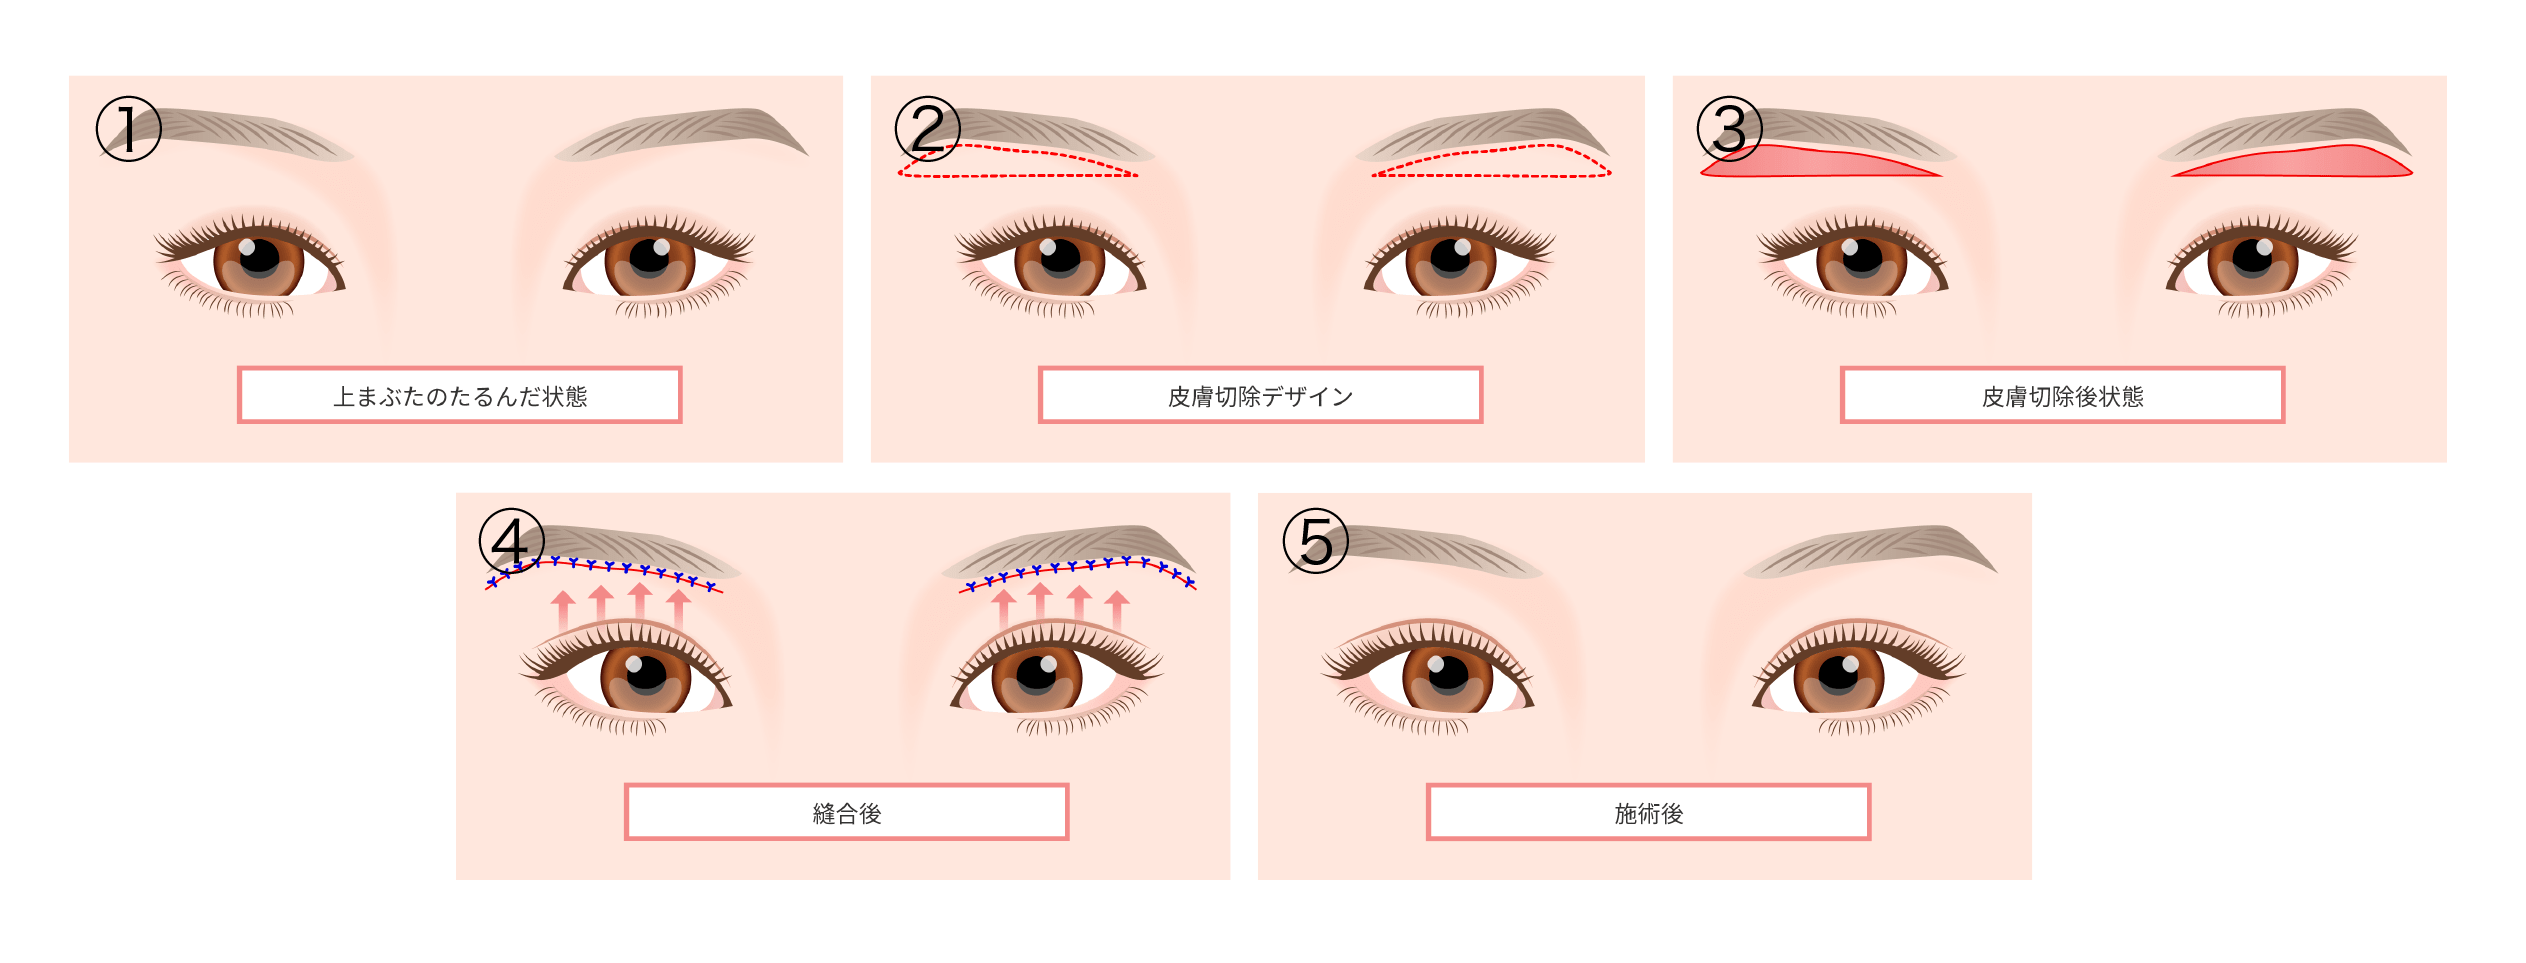 ①
上まぶたのたるんだ状態
②
皮膚切除デザイン
③
皮膚切除後状態
④
縫合後
⑤
施術後